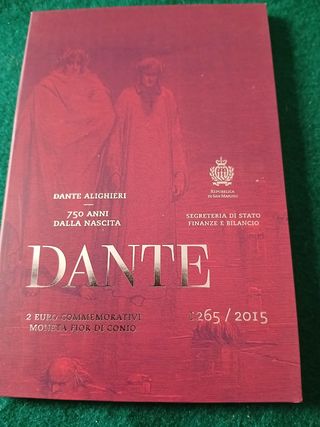 DANTE ALIGHIERI
750 ANNI
DALLA NASCITA
REPUBBLICA
DI SAN MARINO
SEGRETERIA DI STATO
FINANZE E BILANCIO
DANTE
2 EURO COMMEMORATIVI
MONETA FIOR DI CONIO
1265 / 2015